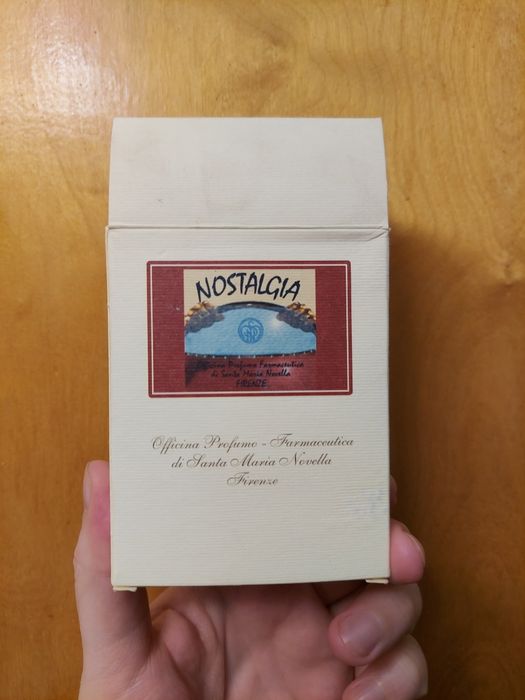 NOSTALGIA
Officina Profumo Farmaceutica
di Santa Maria Novella
FIRENZE
Officina Profumo - Farmaceutica
di Santa Maria Novella
Firenze